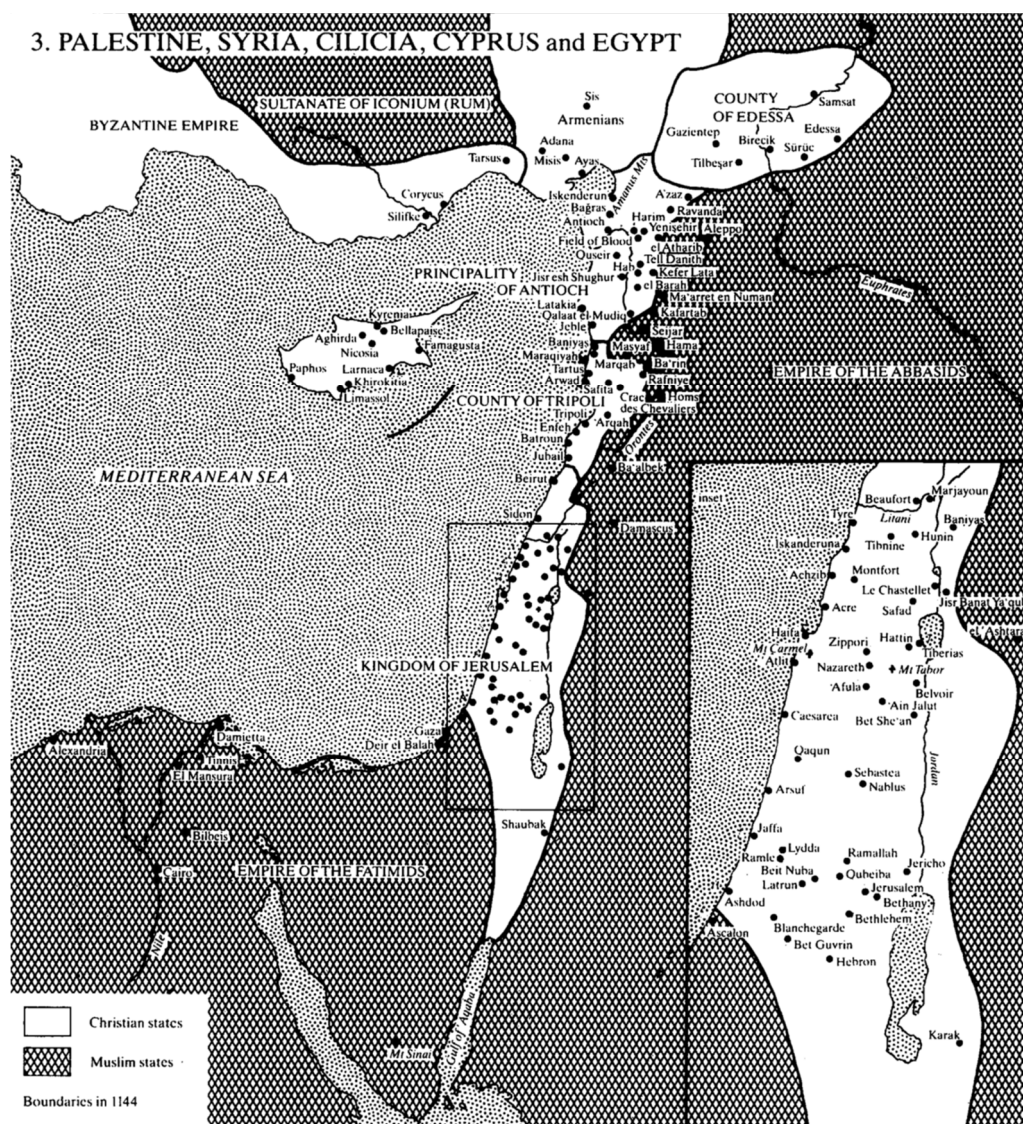 3. PALESTINE, SYRIA, CILICIA, CYPRUS and EGYPT
SULTANATE OF ICONIUM (RUM)
BYZANTINE EMPIRE
Sis
Armenians
COUNTY
OF EDESSA
Samsat
Gazientep
Birecik
Edessa
Sürüc
Tilbeşar
Adana
Misis
Ayas
Tarsus
Corycus
Silifke
Amanus Mts
Iskenderun
Bağras
Antioch
A'zaz
Ravanda
Harim
Yenişehir
Aleppo
Field of Blood
el Atharib
Ouseir
Tell Danith
Hab
Kefer Lata
PRINCIPALITY
OF ANTIOCH
Jisr esh Shughur
el Barah
Ma'arret en Numan
Latakia
Qalaat el Mudiq
Kafartab
Jeble
Seijar
Baniyas
Masyaf
Hama
Maraqiyah
Marqab
Ba'rin
Tartus
Rafniye
Arwad
Safita
Crac
des Chevaliers
Homs
COUNTY OF TRIPOLI
Tripoli
'Arqah
Enfeh
Batroun
Orontes
Jubail
Ba'albek
Beirut
Sidon
Damascus
Euphrates
EMPIRE OF THE ABBASIDS
Kyrenia
Bellapaise
Aghirda
Nicosia
Famagusta
Paphos
Larnaca
Khirokitia
Limassol
MEDITERRANEAN SEA
KINGDOM OF JERUSALEM
Gaza
Deir el Balah
Alexandria
Damietta
Tinnis
El Mansura
Shaubak
Bilbeis
Cairo
EMPIRE OF THE FATIMIDS
Nile
Mt Sinai
Gulf of Aqaba
inset
Beaufort
Marjayoun
Tyre
Litani
Baniyas
Iskanderuna
Tibnine
Hunin
Achzib
Montfort
Le Chastellet
Jisr Banat Ya'qub
Acre
Safad
el Ashtara
Haifa
Mt Carmel
Zippori
Hattin
Tiberias
Atlit
Nazareth
Mt Tabor
'Afula
Belvoir
'Ain Jalut
Caesarea
Bet She'an
Qaqun
Jordan
Sebastea
Nablus
Arsuf
Jaffa
Lydda
Ramle
Ramallah
Jericho
Beit Nuba
Qubeiba
Latrun
Jerusalem
Ashdod
Bethany
Bethlehem
Ascalon
Blanchegarde
Bet Guvrin
Hebron
Karak
Christian states
Muslim states
Boundaries in 1144